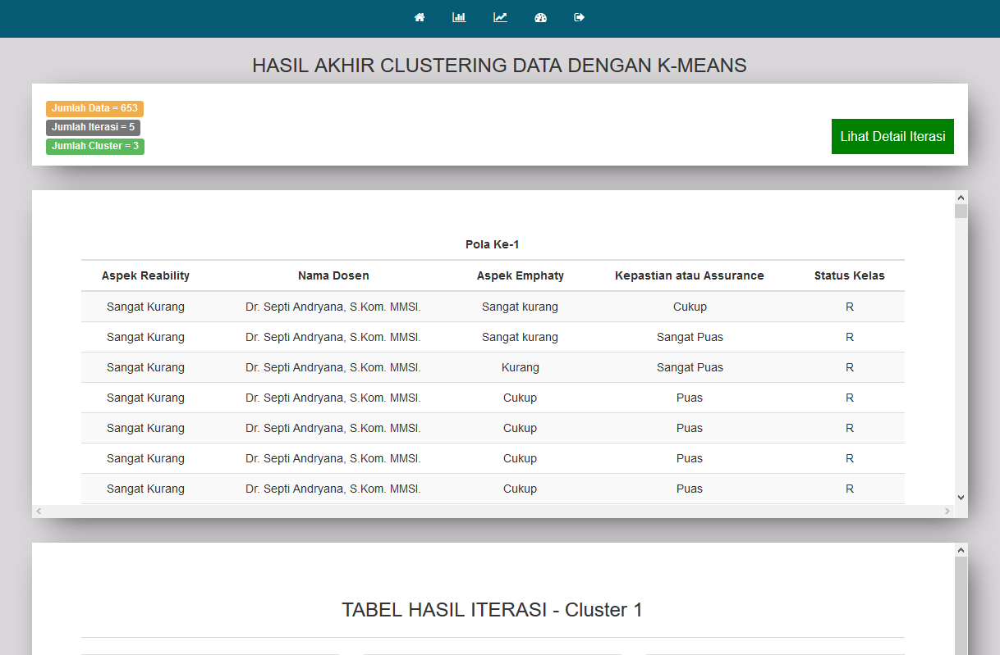 HASIL AKHIR CLUSTERING DATA DENGAN K-MEANS
Jumlah Data = 653
Jumlah Iterasi = 5
Jumlah Cluster = 3
Lihat Detail Iterasi
Pola Ke-1
Aspek Reability Nama Dosen Aspek Emphaty Kepastian atau Assurance Status Kelas
Sangat Kurang Dr. Septi Andryana, S.Kom. MMSI. Sangat kurang Cukup R
Sangat Kurang Dr. Septi Andryana, S.Kom. MMSI. Sangat kurang Sangat Puas R
Sangat Kurang Dr. Septi Andryana, S.Kom. MMSI. Kurang Sangat Puas R
Sangat Kurang Dr. Septi Andryana, S.Kom. MMSI. Cukup Puas R
Sangat Kurang Dr. Septi Andryana, S.Kom. MMSI. Cukup Puas R
Sangat Kurang Dr. Septi Andryana, S.Kom. MMSI. Cukup Puas R
Sangat Kurang Dr. Septi Andryana, S.Kom. MMSI. Cukup Puas R
TABEL HASIL ITERASI - Cluster 1